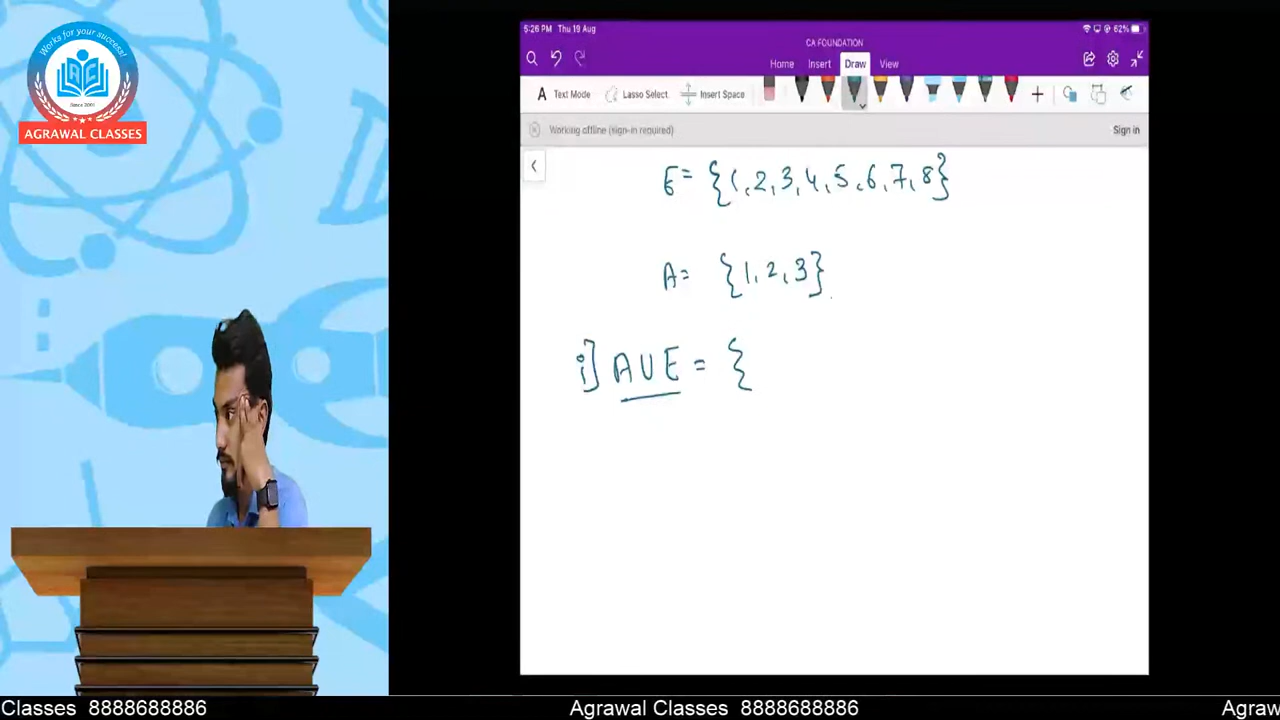 Works for your success!
AE
Since 2001
AGRAWAL CLASSES
5:26 PM Thu 19 Aug
62%
CA FOUNDATION
Home Insert Draw View
A Text Mode Lasso Select Insert Space
Working offline (sign-in required) Sign in
E= {1,2,3,4,5,6,7,8}
A= {1,2,3}
i] A∪E = {
Classes 8888688886 Agrawal Classes 8888688886 Agraw